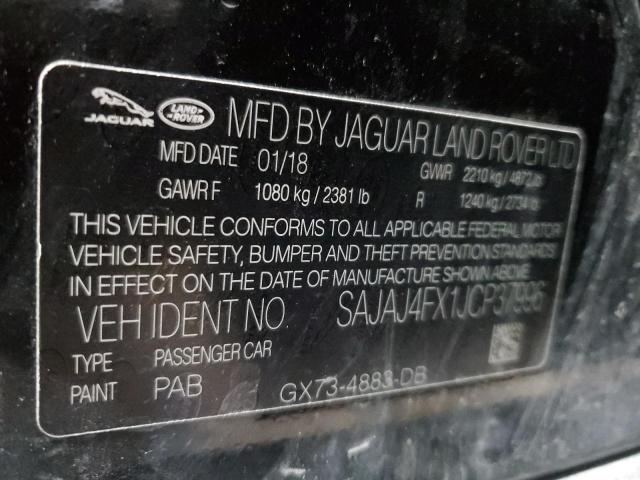 JAGUAR LAND ROVER MFD BY JAGUAR LAND ROVER LTD
MFD DATE 01/18 GVWR 2210 kg / 4872 lb
GAWR F 1080 kg / 2381 lb R 1240 kg / 2734 lb
THIS VEHICLE CONFORMS TO ALL APPLICABLE FEDERAL MOTOR
VEHICLE SAFETY, BUMPER AND THEFT PREVENTION STANDARDS
IN EFFECT ON THE DATE OF MANUFACTURE SHOWN ABOVE.
VEH IDENT NO. SAJAJ4FX1JCP37996
TYPE PASSENGER CAR
PAINT PAB GX73-4883-DB